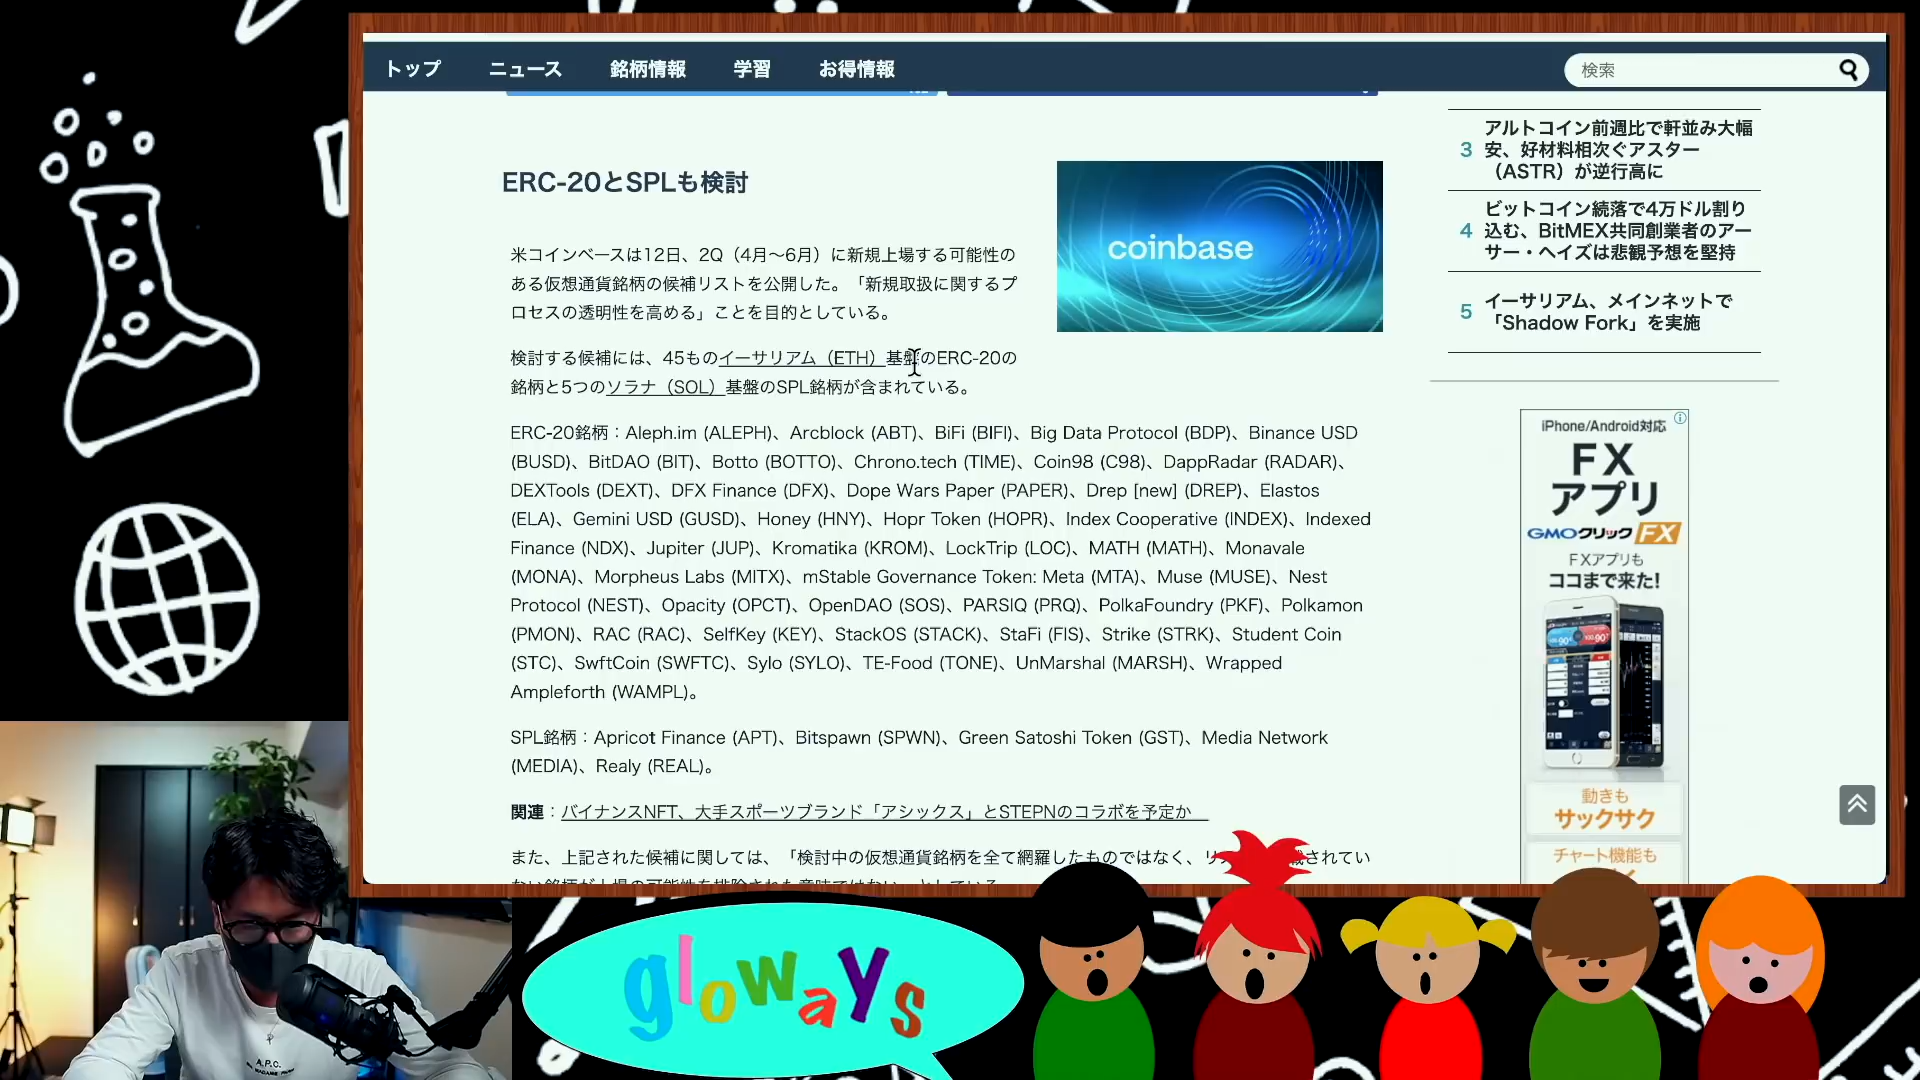 トップ ニュース 銘柄情報 学習 お得情報 検索
ERC-20とSPLも検討
coinbase
米コインベースは12日、2Q（4月〜6月）に新規上場する可能性の
ある仮想通貨銘柄の候補リストを公開した。「新規取扱に関するプ
ロセスの透明性を高める」ことを目的としている。
検討する候補には、45ものイーサリアム（ETH）基盤のERC-20の
銘柄と5つのソラナ（SOL）基盤のSPL銘柄が含まれている。
ERC-20銘柄：Aleph.im (ALEPH)、Arcblock (ABT)、BiFi (BIFI)、Big Data Protocol (BDP)、Binance USD
(BUSD)、BitDAO (BIT)、Botto (BOTTO)、Chrono.tech (TIME)、Coin98 (C98)、DappRadar (RADAR)、
DEXTools (DEXT)、DFX Finance (DFX)、Dope Wars Paper (PAPER)、Drep [new] (DREP)、Elastos
(ELA)、Gemini USD (GUSD)、Honey (HNY)、Hopr Token (HOPR)、Index Cooperative (INDEX)、Indexed
Finance (NDX)、Jupiter (JUP)、Kromatika (KROM)、LockTrip (LOC)、MATH (MATH)、Monavale
(MONA)、Morpheus Labs (MITX)、mStable Governance Token: Meta (MTA)、Muse (MUSE)、Nest
Protocol (NEST)、Opacity (OPCT)、OpenDAO (SOS)、PARSIQ (PRQ)、PolkaFoundry (PKF)、Polkamon
(PMON)、RAC (RAC)、SelfKey (KEY)、StackOS (STACK)、StaFi (FIS)、Strike (STRK)、Student Coin
(STC)、SwftCoin (SWFTC)、Sylo (SYLO)、TE-Food (TONE)、UnMarshal (MARSH)、Wrapped
Ampleforth (WAMPL)。
SPL銘柄：Apricot Finance (APT)、Bitspawn (SPWN)、Green Satoshi Token (GST)、Media Network
(MEDIA)、Realy (REAL)。
関連：バイナンスNFT、大手スポーツブランド「アシックス」とSTEPNのコラボを予定か
また、上記された候補に関しては、「検討中の仮想通貨銘柄を全て網羅したものではなく、リ 載されてい
3 アルトコイン前週比で軒並み大幅
安、好材料相次ぐアスター
（ASTR）が逆行高に
4 ビットコイン続落で4万ドル割り
込む、BitMEX共同創業者のアー
サー・ヘイズは悲観予想を堅持
5 イーサリアム、メインネットで
「Shadow Fork」を実施
iPhone/Android対応
FX
アプリ
GMOクリック FX
FXアプリも
ココまで来た!
動きも
サックサク
チャート機能も
A.P.C.
gloways